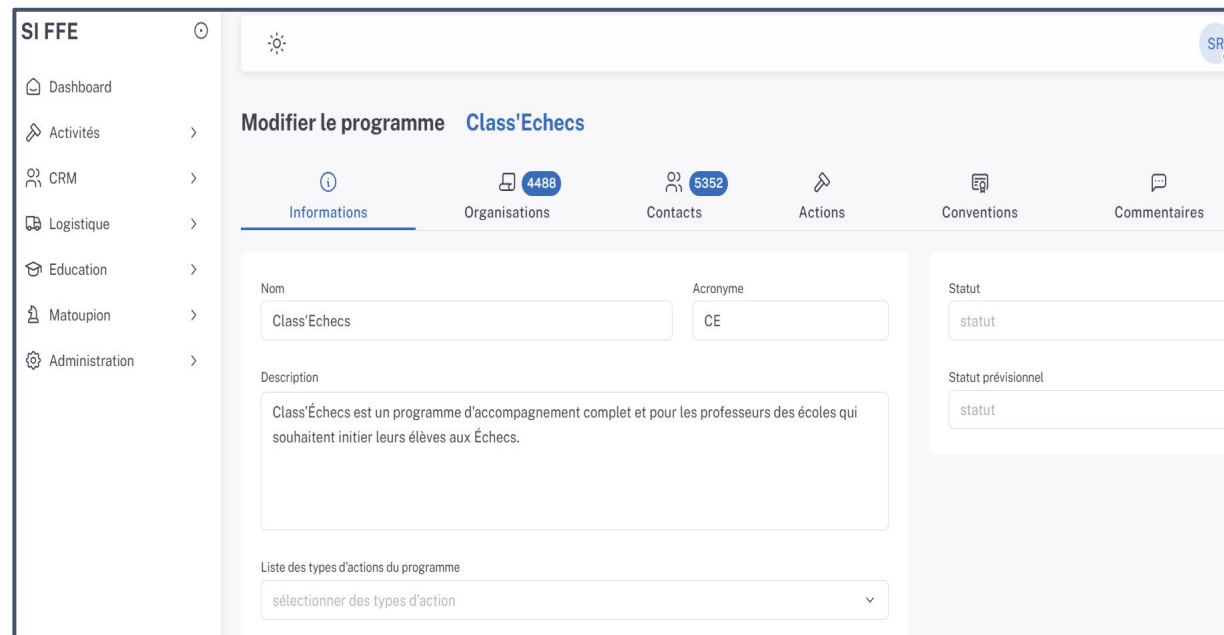 SI FFE
Dashboard
Activités
CRM
Logistique
Education
Matoupion
Administration
SR
Modifier le programme Class'Echecs
4488
5352
Informations Organisations Contacts Actions Conventions Commentaires
Nom Acronyme
Class'Echecs CE
Description
Class'Échecs est un programme d'accompagnement complet et pour les professeurs des écoles qui
souhaitent initier leurs élèves aux Échecs.
Liste des types d'actions du programme
sélectionner des types d'action
Statut
statut
Statut prévisionnel
statut